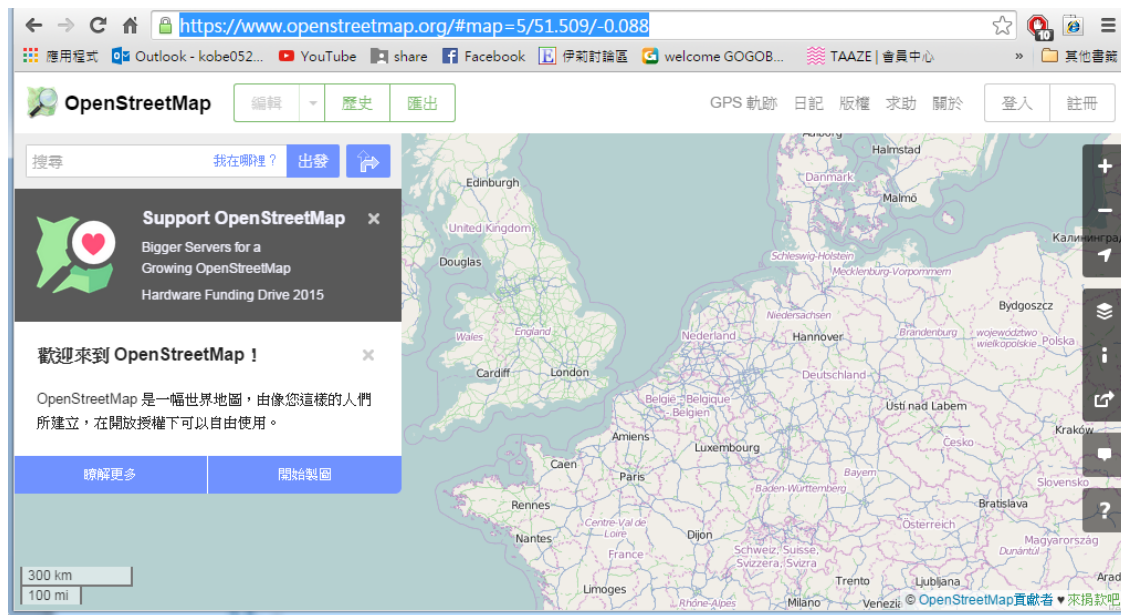 https://www.openstreetmap.org/#map=5/51.509/-0.088
10
應用程式 Outlook - kobe052... YouTube share Facebook 伊莉討論區 welcome GOGOB... TAAZE | 會員中心 » 其他書籤
OpenStreetMap 編輯 歷史 匯出 GPS 軌跡 日記 版權 求助 關於 登入 註冊
搜尋 我在哪裡? 出發
Support OpenStreetMap ×
Bigger Servers for a
Growing OpenStreetMap
Hardware Funding Drive 2015
歡迎來到 OpenStreetMap! ×
OpenStreetMap 是一幅世界地圖,由像您這樣的人們
所建立,在開放授權下可以自由使用。
瞭解更多 開始製圖
Halmstad
Danmark
Edinburgh
Malmö
United Kingdom
Douglas
Schleswig-Holstein
Mecklenburg-Vorpommern
Bydgoszcz
Niedersachsen
Wales England Nederland Hannover Brandenburg województwo
wielkopolskie Polska
Cardiff London Deutschland
België - Belgique
- Belgien
Ústí nad Labem
Kraków
Amiens Luxembourg Česko
Caen Paris Bayern
Baden-Württemberg
Slovensko
Rennes Bratislava
Centre-Val de
Loire
Österreich
Nantes Dijon Magyarország
France Schweiz, Suisse,
Svizzera, Svizra
Dunántúl
Trento Ljubljana Arad
Limoges Rhône-Alpes Milano
300 km
100 mi
© OpenStreetMap貢獻者 ♥ 來捐款吧